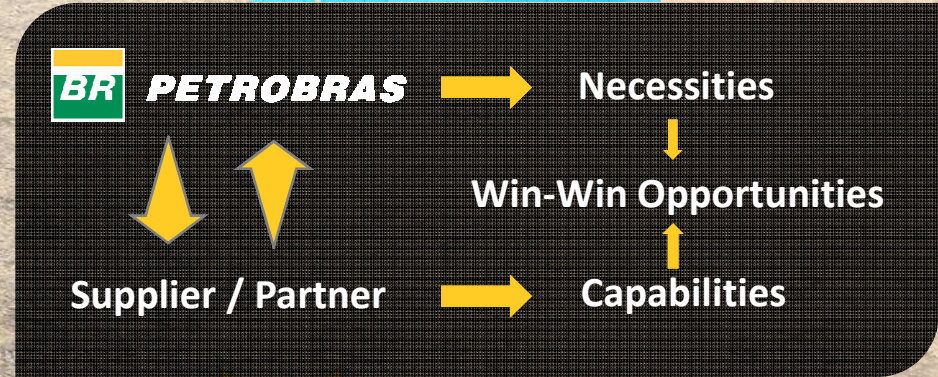 BR PETROBRAS
Necessities
Win-Win Opportunities
Supplier / Partner
Capabilities